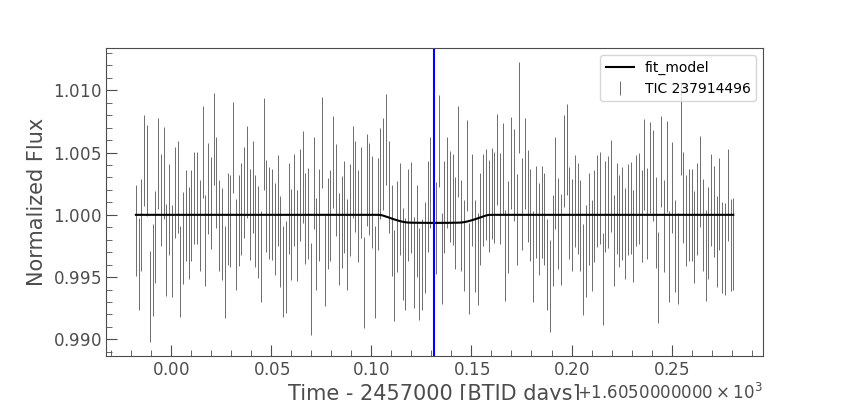 fit_model
TIC 237914496
1.010
1.005
1.000
0.995
0.990
Normalized Flux
0.00 0.05 0.10 0.15 0.20 0.25
Time - 2457000 [BTJD days]
+1.6050000000 × 10³